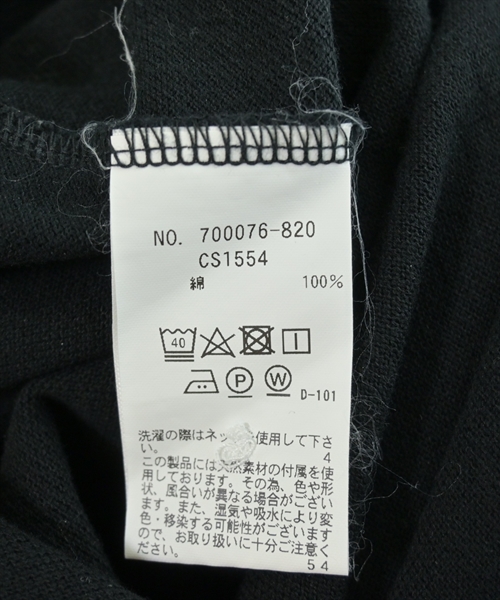 NO. 700076-820
CS1554
綿 100%
40
P W D-101
洗濯の際はネッ を使用して下さ
い。 4
この製品には天然素材の付属を使
用しております。その為、色や形
状、風合いが異なる場合がござい
ます。また、湿気や吸水により変
色・移染する可能性がございます
ので、お取り扱いに十分ご注意く
ださい。 54